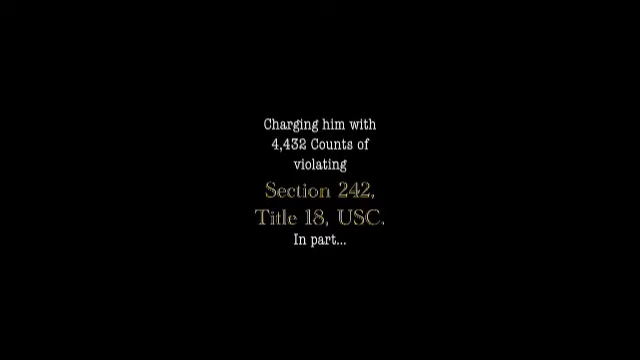 Charging him with
4,432 Counts of
violating
Section 242,
Title 18, USC.
In part...